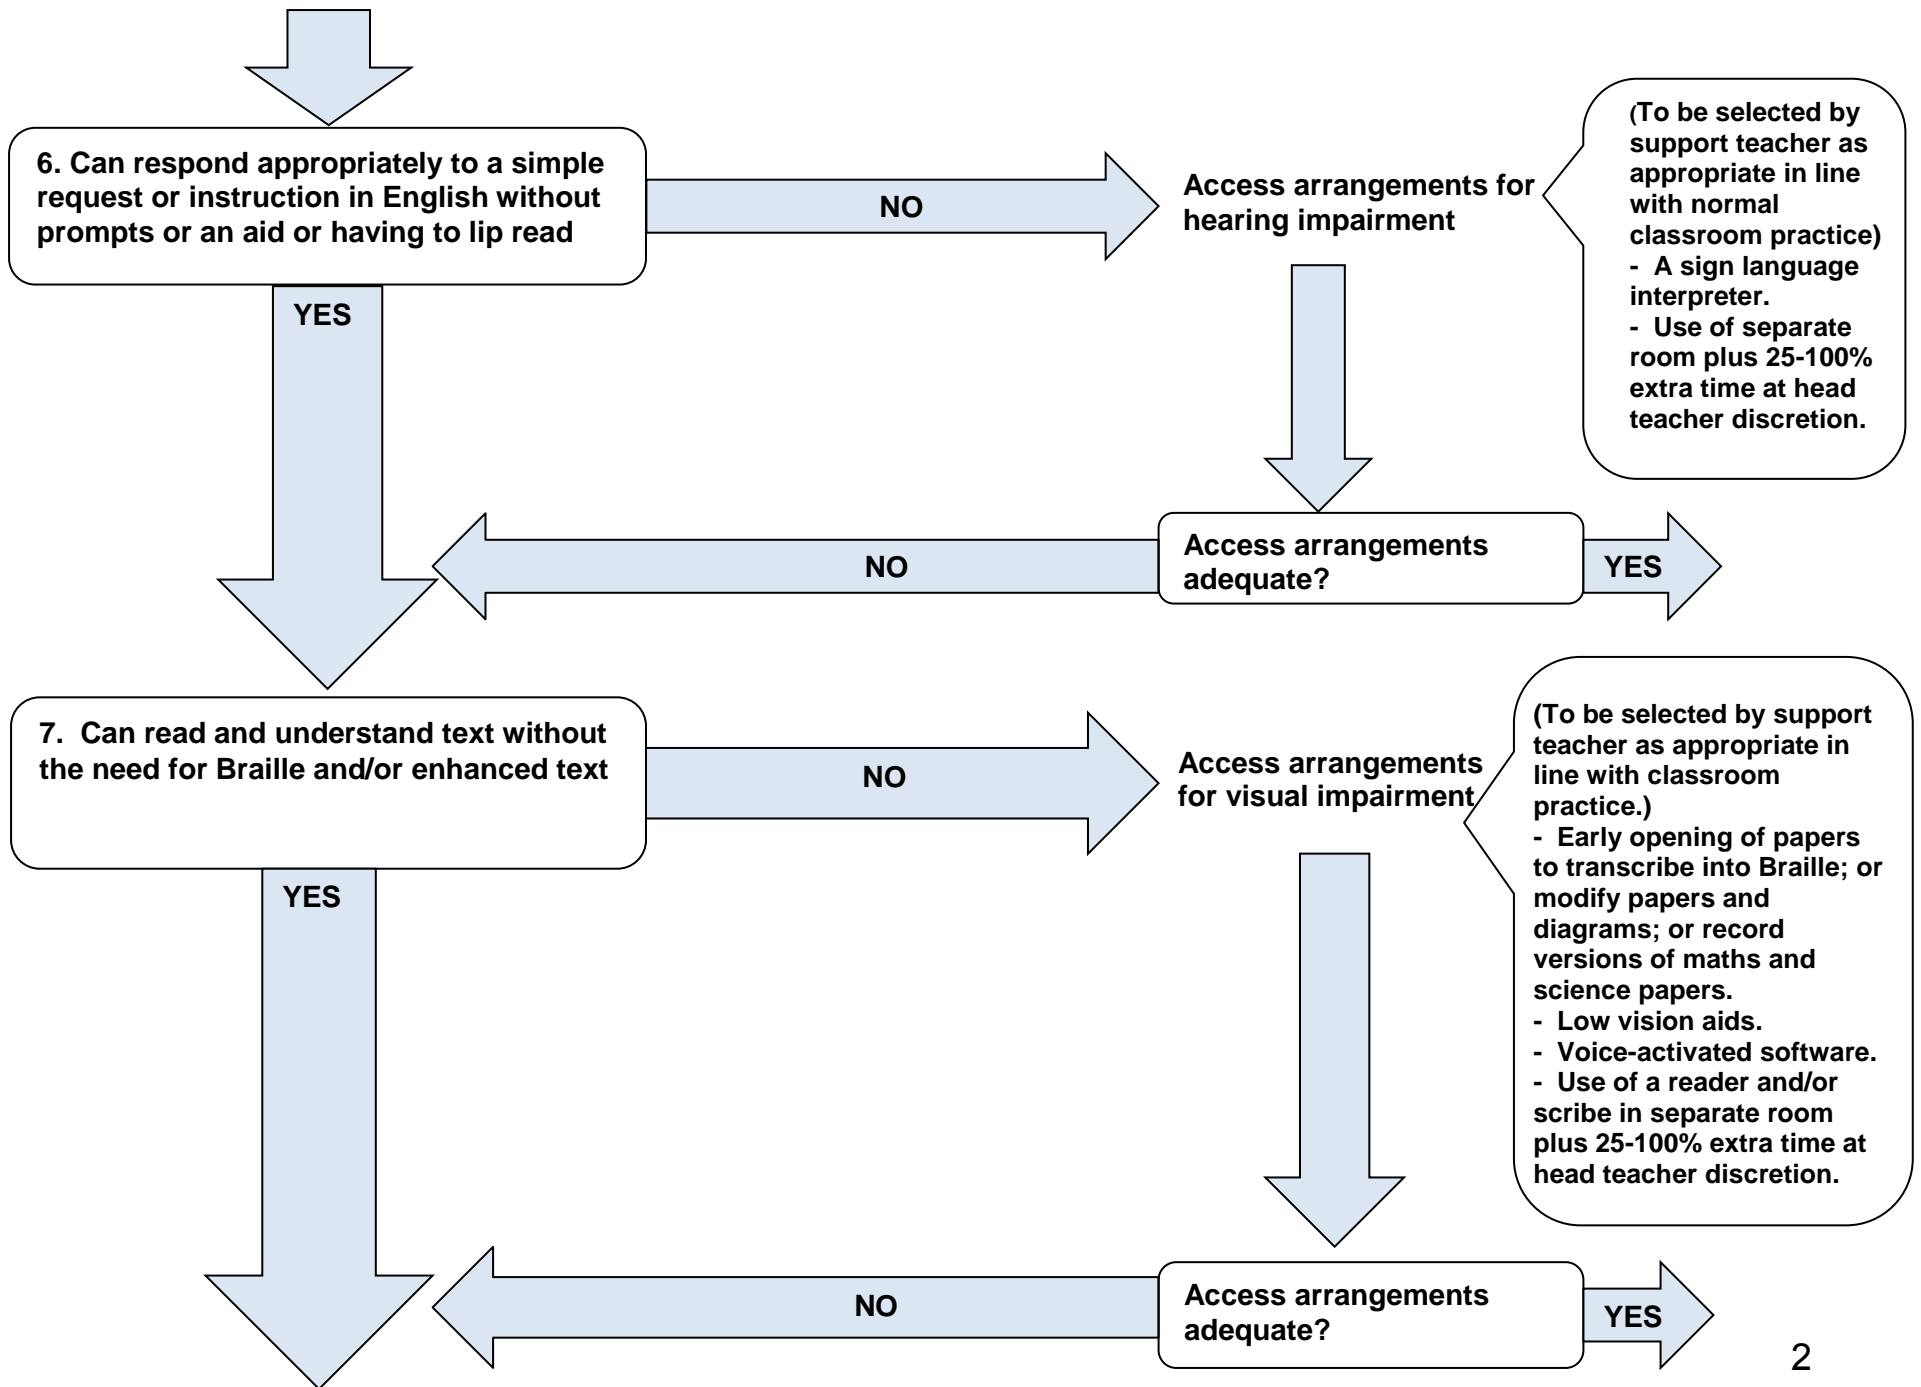 6. Can respond appropriately to a simple
request or instruction in English without
prompts or an aid or having to lip read
NO
Access arrangements for
hearing impairment
(To be selected by
support teacher as
appropriate in line
with normal
classroom practice)
- A sign language
interpreter.
- Use of separate
room plus 25-100%
extra time at head
teacher discretion.
YES
NO
Access arrangements
adequate?
YES
7. Can read and understand text without
the need for Braille and/or enhanced text
NO
Access arrangements
for visual impairment
(To be selected by support
teacher as appropriate in
line with classroom
practice.)
- Early opening of papers
to transcribe into Braille; or
modify papers and
diagrams; or record
versions of maths and
science papers.
- Low vision aids.
- Voice-activated software.
- Use of a reader and/or
scribe in separate room
plus 25-100% extra time at
head teacher discretion.
YES
NO
Access arrangements
adequate?
YES
2